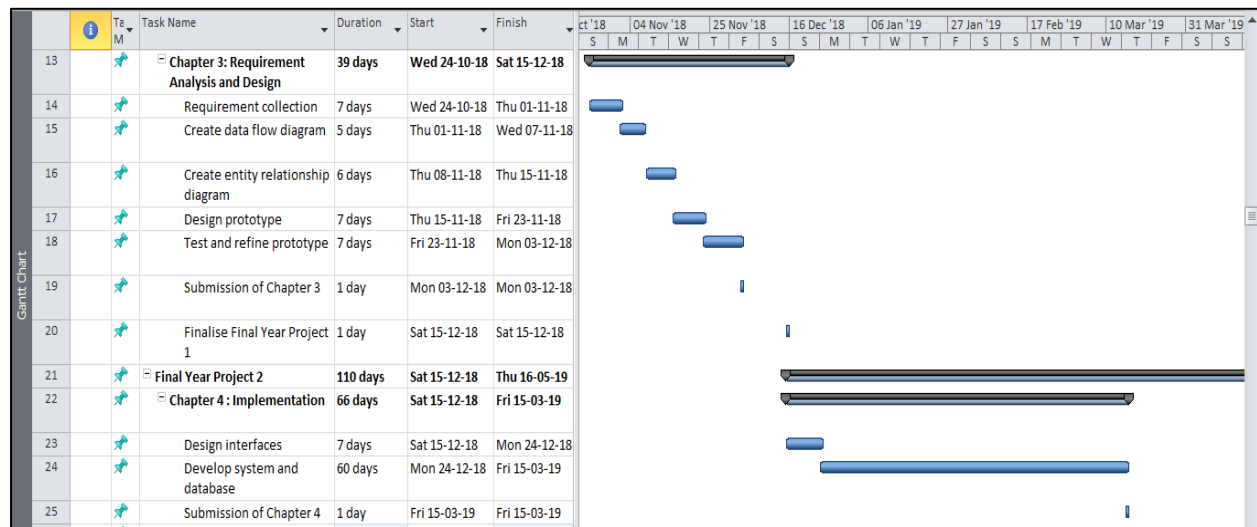 Ta M Task Name Duration Start Finish
ct '18 04 Nov '18 25 Nov '18 16 Dec '18 06 Jan '19 27 Jan '19 17 Feb '19 10 Mar '19 31 Mar '19
S M T W T F S S M T W T F S S M T W T F S S
13 Chapter 3: Requirement 39 days Wed 24-10-18 Sat 15-12-18
Analysis and Design
14 Requirement collection 7 days Wed 24-10-18 Thu 01-11-18
15 Create data flow diagram 5 days Thu 01-11-18 Wed 07-11-18
16 Create entity relationship 6 days Thu 08-11-18 Thu 15-11-18
diagram
17 Design prototype 7 days Thu 15-11-18 Fri 23-11-18
18 Test and refine prototype 7 days Fri 23-11-18 Mon 03-12-18
19 Submission of Chapter 3 1 day Mon 03-12-18 Mon 03-12-18
20 Finalise Final Year Project 1 day Sat 15-12-18 Sat 15-12-18
1
21 Final Year Project 2 110 days Sat 15-12-18 Thu 16-05-19
22 Chapter 4 : Implementation 66 days Sat 15-12-18 Fri 15-03-19
23 Design interfaces 7 days Sat 15-12-18 Mon 24-12-18
24 Develop system and 60 days Mon 24-12-18 Fri 15-03-19
database
25 Submission of Chapter 4 1 day Fri 15-03-19 Fri 15-03-19
Gantt Chart